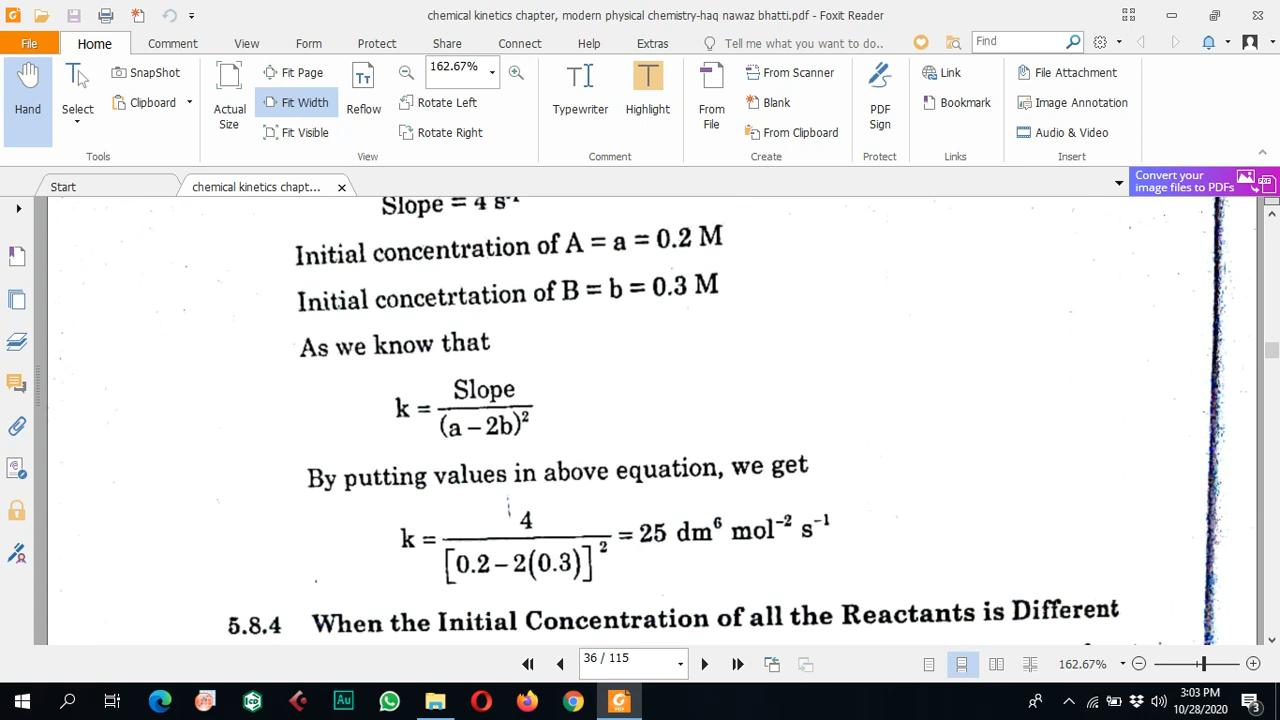 chemical kinetics chapter, modern physical chemistry-haq nawaz bhatti.pdf - Foxit Reader
File Home Comment View Form Protect Share Connect Help Extras Tell me what you want to do.. Find
Hand
Select
SnapShot
Clipboard
Tools
Actual Size
Fit Page
Fit Width
Fit Visible
Reflow
162.67%
Rotate Left
Rotate Right
View
Typewriter
Highlight
Comment
From File
From Scanner
Blank
From Clipboard
Create
PDF Sign
Protect
Link
Bookmark
Links
File Attachment
Image Annotation
Audio & Video
Insert
Start
chemical kinetics chapt...
Convert your
image files to PDFs
Slope = 4 s⁻¹
Initial concentration of A = a = 0.2 M
Initial concetrtation of B = b = 0.3 M
As we know that
k = Slope / (a – 2b)²
By putting values in above equation, we get
k = 4 / [0.2 – 2(0.3)]² = 25 dm⁶ mol⁻² s⁻¹
5.8.4 When the Initial Concentration of all the Reactants is Different
36 / 115
162.67%
Au
3:03 PM
10/28/2020
3